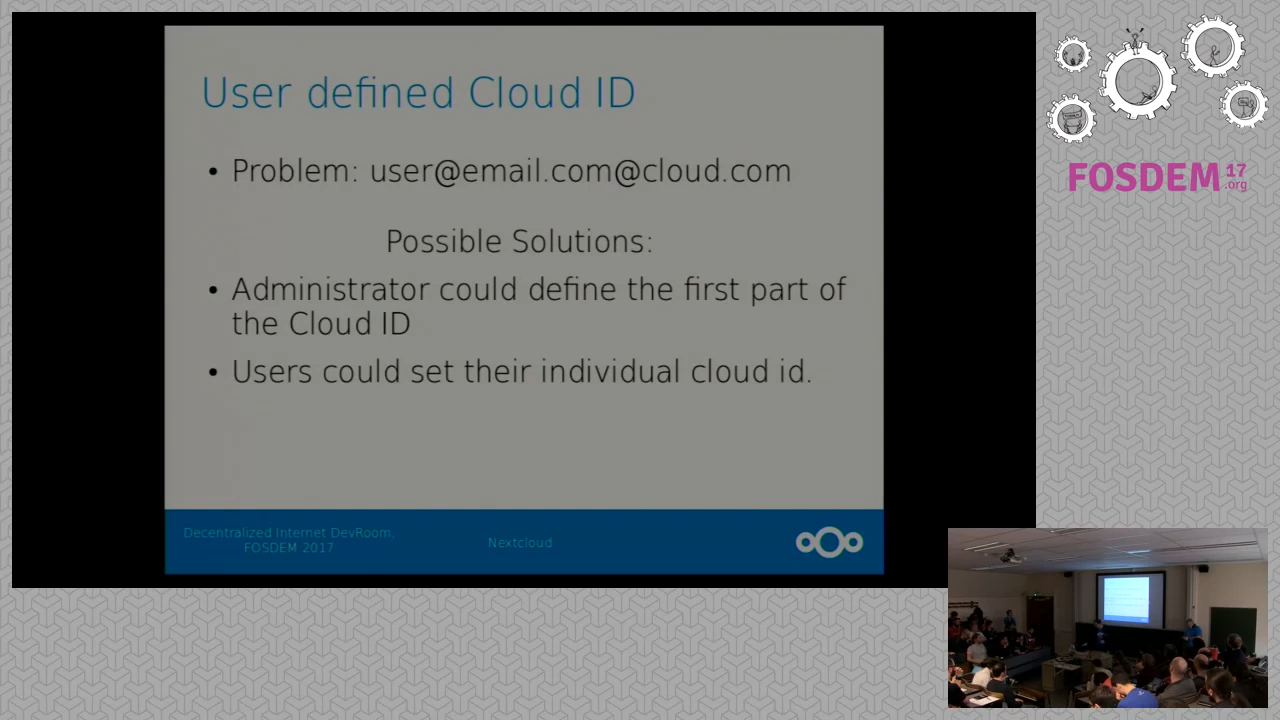 User defined Cloud ID
• Problem: user@email.com@cloud.com
Possible Solutions:
• Administrator could define the first part of
the Cloud ID
• Users could set their individual cloud id.
Decentralized Internet DevRoom,
FOSDEM 2017
Nextcloud
FOSDEM 17
.org